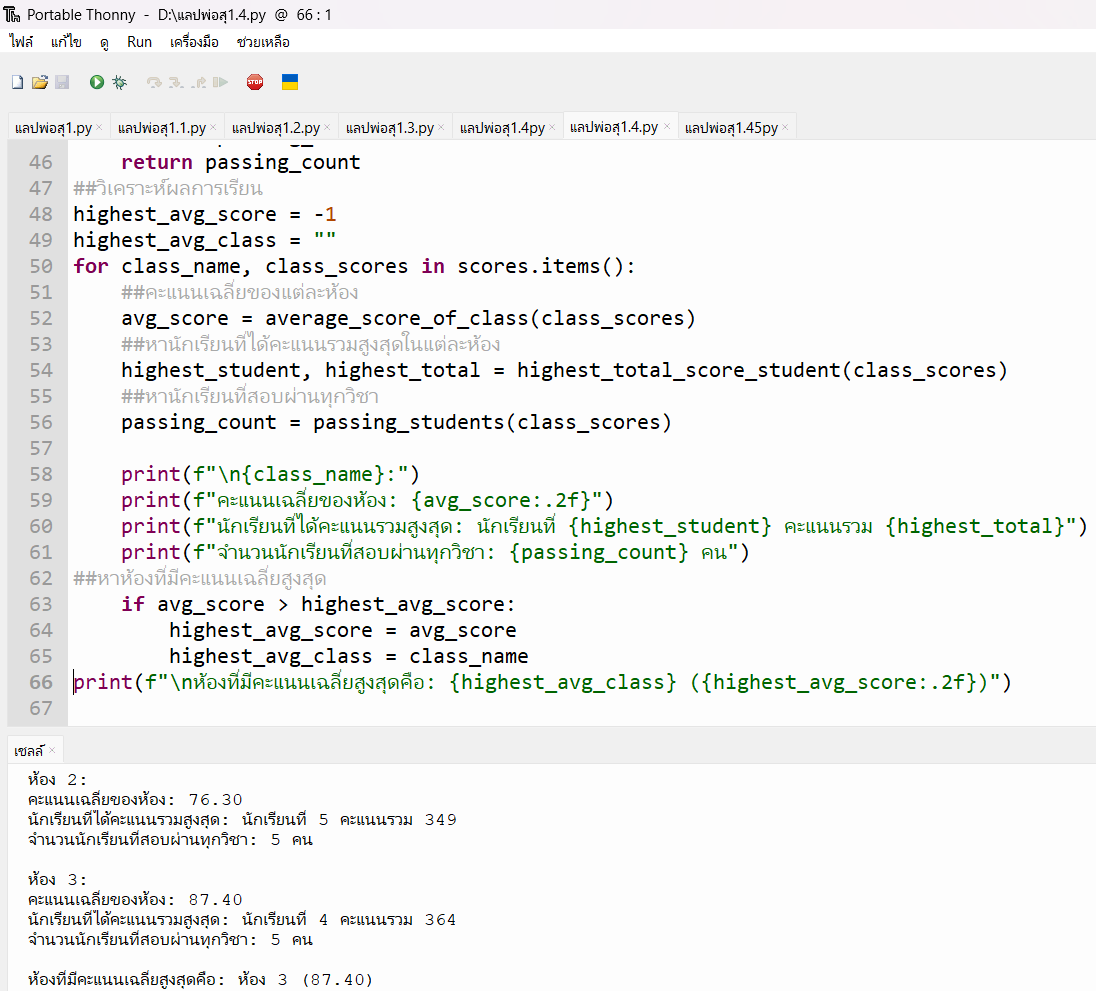 Portable Thonny - D:\แลปพ่อสุ1.4.py @ 66 : 1
ไฟล์ แก้ไข ดู Run เครื่องมือ ช่วยเหลือ
STOP
แลปพ่อสุ1.py × แลปพ่อสุ1.1.py × แลปพ่อสุ1.2.py × แลปพ่อสุ1.3.py × แลปพ่อสุ1.4py × แลปพ่อสุ1.4.py × แลปพ่อสุ1.45py ×
46 return passing_count
47 ##วิเคราะห์ผลการเรียน
48 highest_avg_score = -1
49 highest_avg_class = ""
50 for class_name, class_scores in scores.items():
51 ##คะแนนเฉลี่ยของแต่ละห้อง
52 avg_score = average_score_of_class(class_scores)
53 ##หานักเรียนที่ได้คะแนนรวมสูงสุดในแต่ละห้อง
54 highest_student, highest_total = highest_total_score_student(class_scores)
55 ##หานักเรียนที่สอบผ่านทุกวิชา
56 passing_count = passing_students(class_scores)
57
58 print(f"\n{class_name}:")
59 print(f"คะแนนเฉลี่ยของห้อง: {avg_score:.2f}")
60 print(f"นักเรียนที่ได้คะแนนรวมสูงสุด: นักเรียนที่ {highest_student} คะแนนรวม {highest_total}")
61 print(f"จำนวนนักเรียนที่สอบผ่านทุกวิชา: {passing_count} คน")
62 ##หาห้องที่มีคะแนนเฉลี่ยสูงสุด
63 if avg_score > highest_avg_score:
64 highest_avg_score = avg_score
65 highest_avg_class = class_name
66 print(f"\nห้องที่มีคะแนนเฉลี่ยสูงสุดคือ: {highest_avg_class} ({highest_avg_score:.2f})")
67
เชลล์ ×
ห้อง 2:
คะแนนเฉลี่ยของห้อง: 76.30
นักเรียนที่ได้คะแนนรวมสูงสุด: นักเรียนที่ 5 คะแนนรวม 349
จำนวนนักเรียนที่สอบผ่านทุกวิชา: 5 คน
ห้อง 3:
คะแนนเฉลี่ยของห้อง: 87.40
นักเรียนที่ได้คะแนนรวมสูงสุด: นักเรียนที่ 4 คะแนนรวม 364
จำนวนนักเรียนที่สอบผ่านทุกวิชา: 5 คน
ห้องที่มีคะแนนเฉลี่ยสูงสุดคือ: ห้อง 3 (87.40)